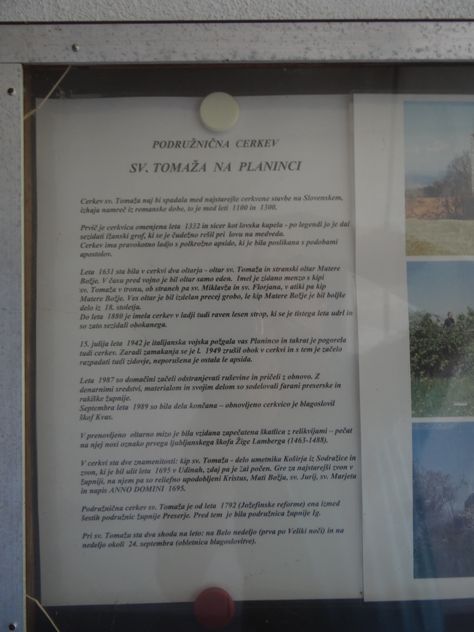 PODRUŽNIČNA CERKEV
SV. TOMAŽA NA PLANINCI
Cerkev sv. Tomaža naj bi spadala med najstarejše cerkvene stavbe na Slovenskem,
izhaja namreč iz romanske dobe, to je med leti 1100 in 1300.
Prvič je cerkvica omenjena leta 1332 in sicer kot lovska kapela - po legendi jo je dal
sezidati ižanski grof, ki se je čudežno rešil pri lovu na medveda.
Cerkev ima pravokotno ladjo s polkrožno apsido, ki je bila poslikana s podobami
apostolov.
Leta 1631 sta bila v cerkvi dva oltarja - oltar sv. Tomaža in stranski oltar Matere
Božje. V času pred vojno je bil oltar samo eden. Imel je zidano menzo s kipi
sv. Tomaža v tronu, ob straneh pa sv. Miklavža in sv. Florjana, v atiki pa kip
Matere Božje. Ves oltar je bil izdelan precej grobo, le kip Matere Božje je bil boljše
delo iz 18. stoletja.
Do leta 1880 je imela cerkev v ladji tudi raven lesen strop, ki se je tistega leta udrl in
so zato sezidali obokanega.
15. julija leta 1942 je italijanska vojska požgala vas Planinco in takrat je pogorela
tudi cerkev. Zaradi zamakanja se je l. 1949 zrušil obok v cerkvi in s tem je začelo
razpadati tudi zidovje, neporušena je ostala le apsida.
Leta 1987 so domačini začeli odstranjevati ruševine in pričeli z obnovo. Z
denarnimi sredstvi, materialom in svojim delom so sodelovali farani preserske in
rakiške župnije.
Septembra leta 1989 so bila dela končana – obnovljeno cerkvico je blagoslovil
škof Kvas.
V prenovljeno oltarno mizo je bila vzidana zapečatena škatlica z relikvijami – pečat
na njej nosi oznako prvega ljubljanskega škofa Žige Lamberga (1463-1488).
V cerkvi sta dve znamenitosti: kip sv. Tomaža - delo umetnika Koširja iz Sodražice in
zvon, ki je bil ulit leta 1695 v Udinah, zdaj pa je žal počen. Gre za najstarejši zvon v
župniji, na njem pa so reliefno upodobljeni Kristus, Mati Božja, sv. Jurij, sv. Marjeta
in napis ANNO DOMINI 1695.
Podružnična cerkev sv. Tomaža je od leta 1792 (Jožefinske reforme) ena izmed
šestih podružnic župnije Preserje. Pred tem je bila podružnica župnije Ig.
Pri sv. Tomaža sta dva shoda na leto: na Belo nedeljo (prva po Veliki noči) in na
nedeljo okoli 24. septembra (obletnica blagoslovitve).